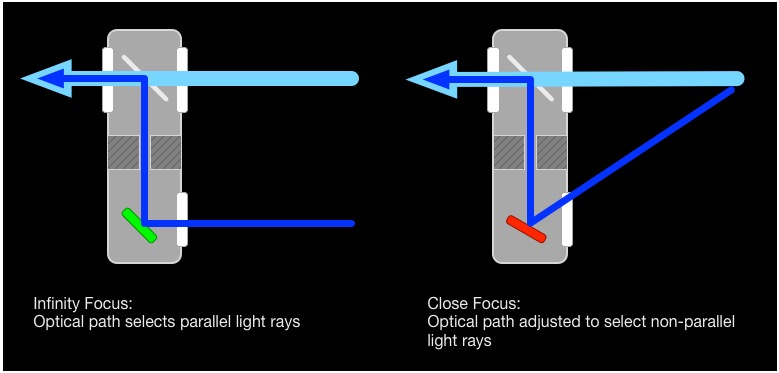 Infinity Focus:
Optical path selects parallel light rays
Close Focus:
Optical path adjusted to select non-parallel
light rays